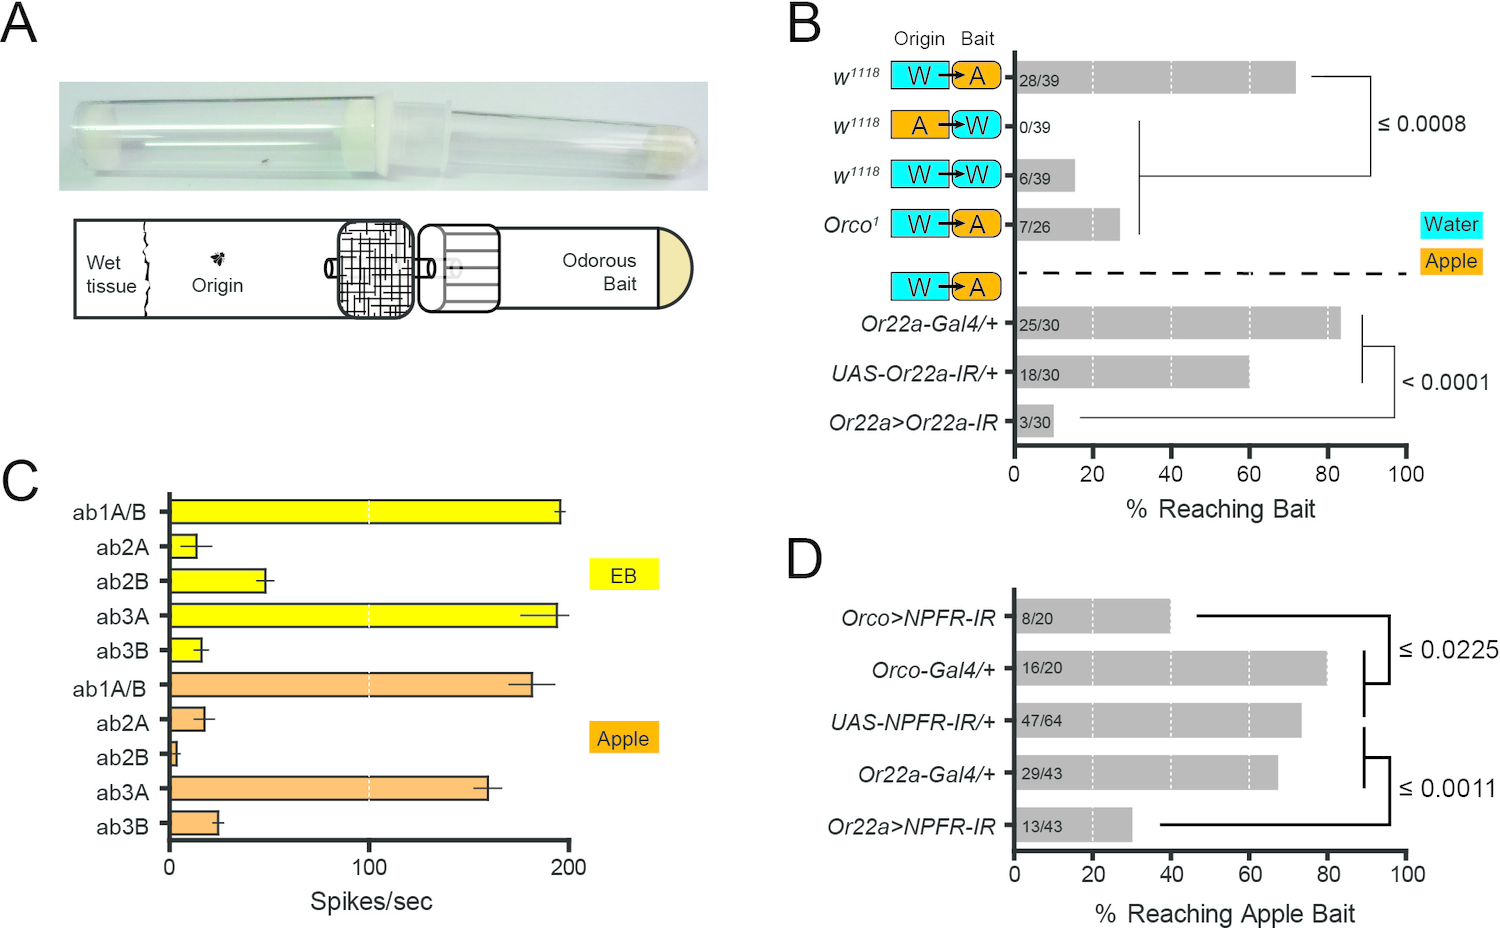 A
Wet
tissue
Origin
Odorous
Bait
B
Origin Bait
w1118 W A 28/39
w1118 A W 0/39
w1118 W W 6/39
Orco1 W A 7/26
≤ 0.0008
Water
Apple
W A
Or22a-Gal4/+ 25/30
UAS-Or22a-IR/+ 18/30
Or22a>Or22a-IR 3/30
< 0.0001
0 20 40 60 80 100
% Reaching Bait
C
ab1A/B
ab2A
ab2B
ab3A
ab3B
ab1A/B
ab2A
ab2B
ab3A
ab3B
EB
Apple
0 100 200
Spikes/sec
D
Orco>NPFR-IR 8/20
Orco-Gal4/+ 16/20
UAS-NPFR-IR/+ 47/64
Or22a-Gal4/+ 29/43
Or22a>NPFR-IR 13/43
≤ 0.0225
≤ 0.0011
0 20 40 60 80 100
% Reaching Apple Bait